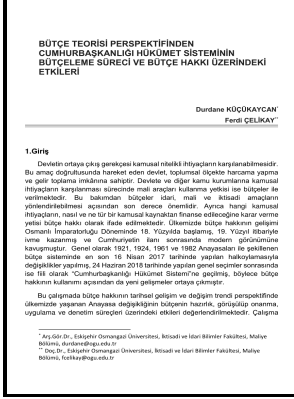 BÜTÇE TEORİSİ PERSPEKTİFİNDEN
CUMHURBAŞKANLIĞI HÜKÜMET SİSTEMİNİN
BÜTÇELEME SÜRECİ VE BÜTÇE HAKKI ÜZERİNDEKİ
ETKİLERİ
Durdane KÜÇÜKAYCAN*
Ferdi ÇELİKAY**
1.Giriş
Devletin ortaya çıkış gerekçesi kamusal nitelikli ihtiyaçların karşılanabilmesidir.
Bu amaç doğrultusunda hareket eden devlet, toplumsal ölçekte harcama yapma
ve gelir toplama imkânına sahiptir. Devlete ve diğer kamu kurumlarına kamusal
ihtiyaçların karşılanması sürecinde mali araçları kullanma yetkisi ise bütçeler ile
verilmektedir. Bu bakımdan bütçeler idari, mali ve iktisadi amaçların
yönlendirilebilmesi açısından son derece önemlidir. Ayrıca hangi kamusal
ihtiyaçların, nasıl ve ne tür bir kamusal kaynaktan finanse edileceğine karar verme
yetisi bütçe hakkı olarak ifade edilmektedir. Ülkemizde bütçe hakkının gelişimi
Osmanlı İmparatorluğu Döneminde 18. Yüzyılda başlamış, 19. Yüzyıl itibariyle
ivme kazanmış ve Cumhuriyetin ilanı sonrasında modern görünümüne
kavuşmuştur. Genel olarak 1921, 1924, 1961 ve 1982 Anayasaları ile şekillenen
bütçe sisteminde en son 16 Nisan 2017 tarihinde yapılan halkoylamasıyla
değişiklikler yapılmış, 24 Haziran 2018 tarihinde yapılan genel seçimler sonrasında
ise fiili olarak “Cumhurbaşkanlığı Hükümet Sistemi”ne geçilmiş, böylece bütçe
hakkının kullanımı açısından da yeni gelişmeler ortaya çıkmıştır.
Bu çalışmada bütçe hakkının tarihsel gelişim ve değişim trendi perspektifinde
ülkemizde yaşanan Anayasa değişikliğinin bütçenin hazırlık, görüşülüp onanma,
uygulama ve denetim süreçleri üzerindeki etkileri değerlendirilmektedir. Çalışma
* Arş.Gör.Dr., Eskişehir Osmangazi Üniversitesi, İktisadi ve İdari Bilimler Fakültesi, Maliye
Bölümü, durdane@ogu.edu.tr
** Doç.Dr., Eskişehir Osmangazi Üniversitesi, İktisadi ve İdari Bilimler Fakültesi, Maliye
Bölümü, fcelikay@ogu.edu.tr